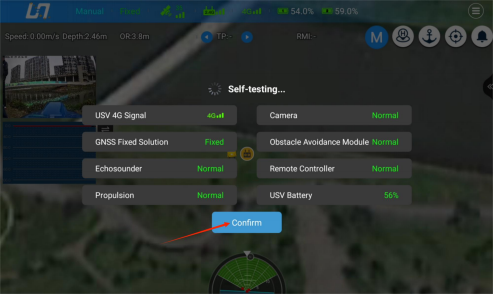 Manual Fixed 4G 54.0% 59.0%
Speed: 0.00m/s Depth:2.46m OR:3.8m TP:- RMI:- M
Self-testing...
USV 4G Signal 4G
Camera Normal
GNSS Fixed Solution Fixed
Obstacle Avoidance Module Normal
Echosounder Normal
Remote Controller Normal
Propulsion Normal
USV Battery 56%
Confirm